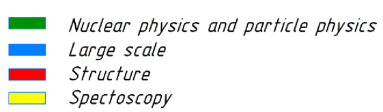 Nuclear physics and particle physics
Large scale
Structure
Spectoscopy